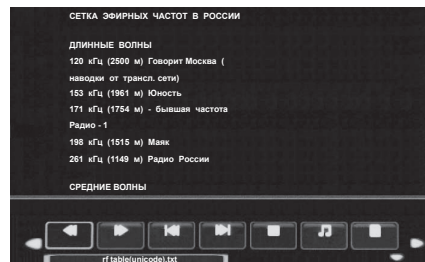 СЕТКА ЭФИРНЫХ ЧАСТОТ В РОССИИ
ДЛИННЫЕ ВОЛНЫ
120 кГц (2500 м) Говорит Москва (
наводки от трансл. сети)
153 кГц (1961 м) Юность
171 кГц (1754 м) - бывшая частота
Радио - 1
198 кГц (1515 м) Маяк
261 кГц (1149 м) Радио России
СРЕДНИЕ ВОЛНЫ
rf table(unicode).txt